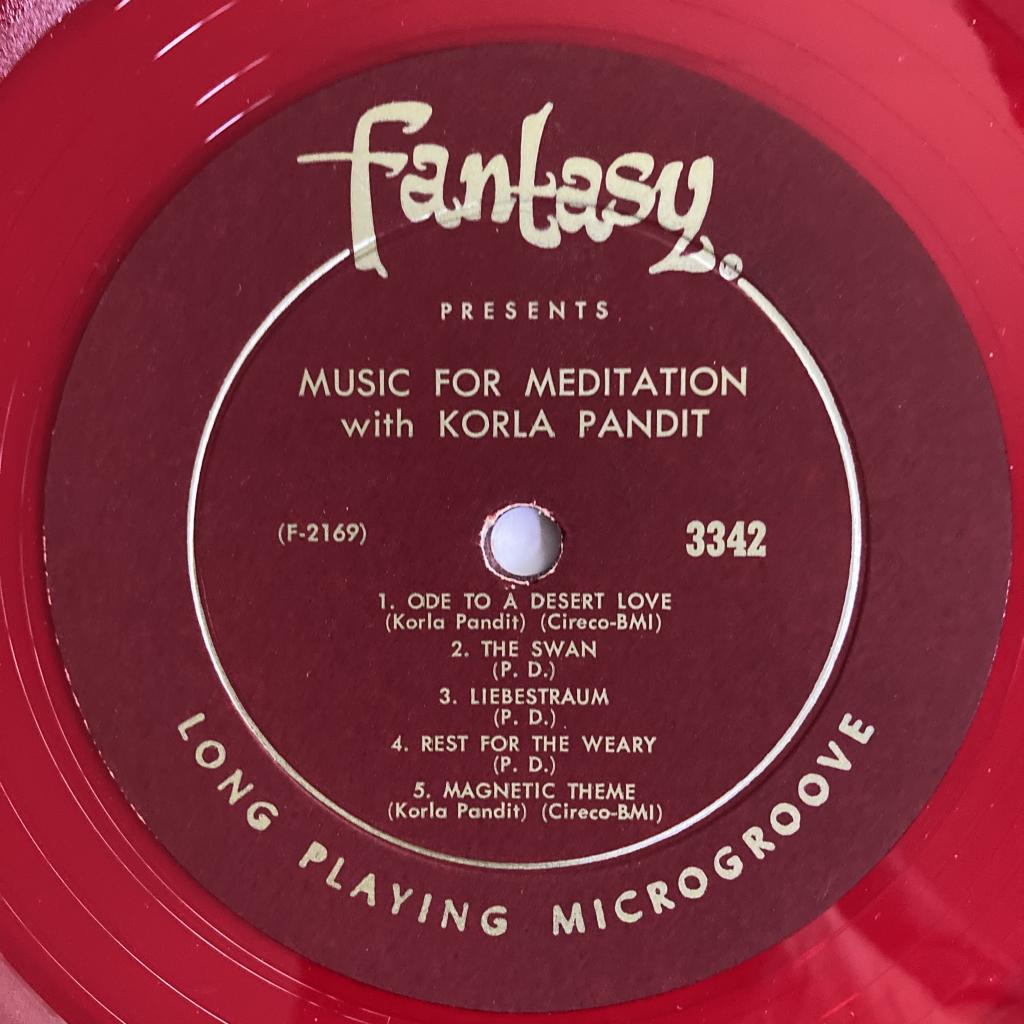 fantasy
PRESENTS
MUSIC FOR MEDITATION
with KORLA PANDIT
(F-2169)
3342
1. ODE TO A DESERT LOVE
(Korla Pandit) (Cireco-BMI)
2. THE SWAN
(P. D.)
3. LIEBESTRAUM
(P. D.)
4. REST FOR THE WEARY
(P. D.)
5. MAGNETIC THEME
(Korla Pandit) (Cireco-BMI)
LONG PLAYING MICROGROOVE